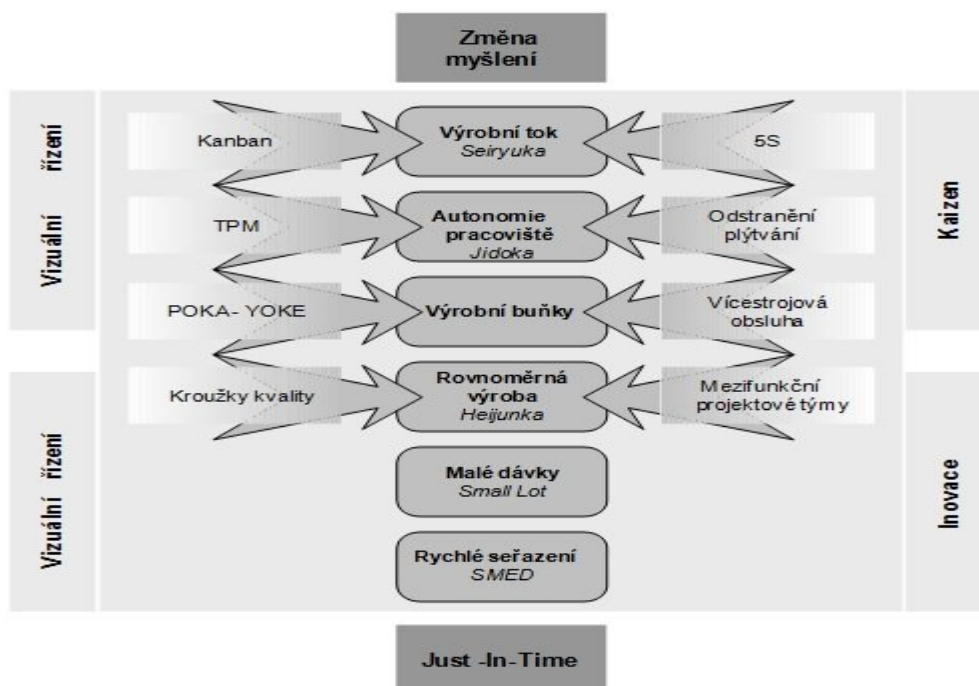 Změna
myšlení
Vizuální řízení
Kanban
Výrobní tok
Seiryuka
5S
Kaizen
TPM
Autonomie
pracoviště
Jidoka
Odstranění
plýtvání
POKA- YOKE
Výrobní buňky
Vícestrojová
obsluha
Vizuální řízení
Kroužky kvality
Rovnoměrná
výroba
Heijunka
Mezifunkční
projektové týmy
Inovace
Malé dávky
Small Lot
Rychlé seřazení
SMED
Just -In-Time